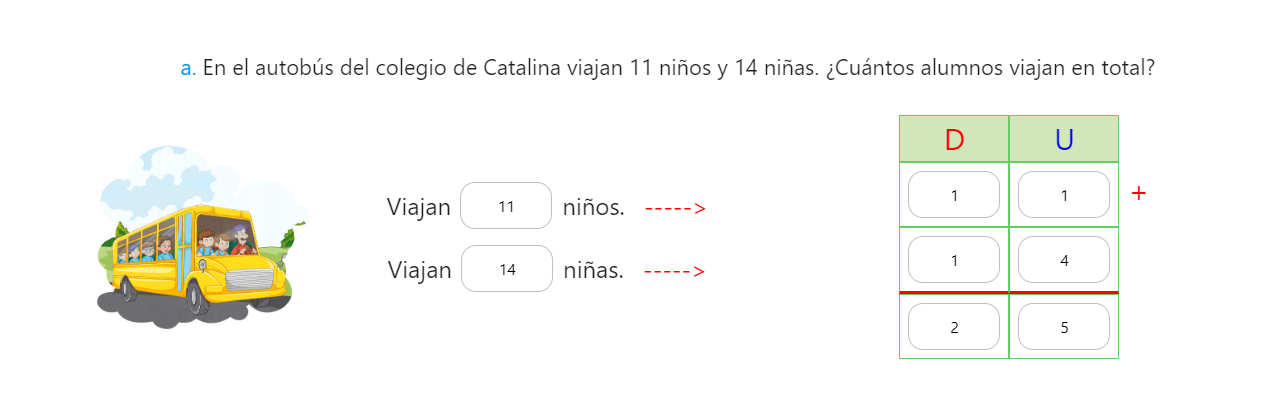 a. En el autobús del colegio de Catalina viajan 11 niños y 14 niñas. ¿Cuántos alumnos viajan en total?
D U
Viajan 11 niños. -----> 1 1 +
Viajan 14 niñas. -----> 1 4
2 5